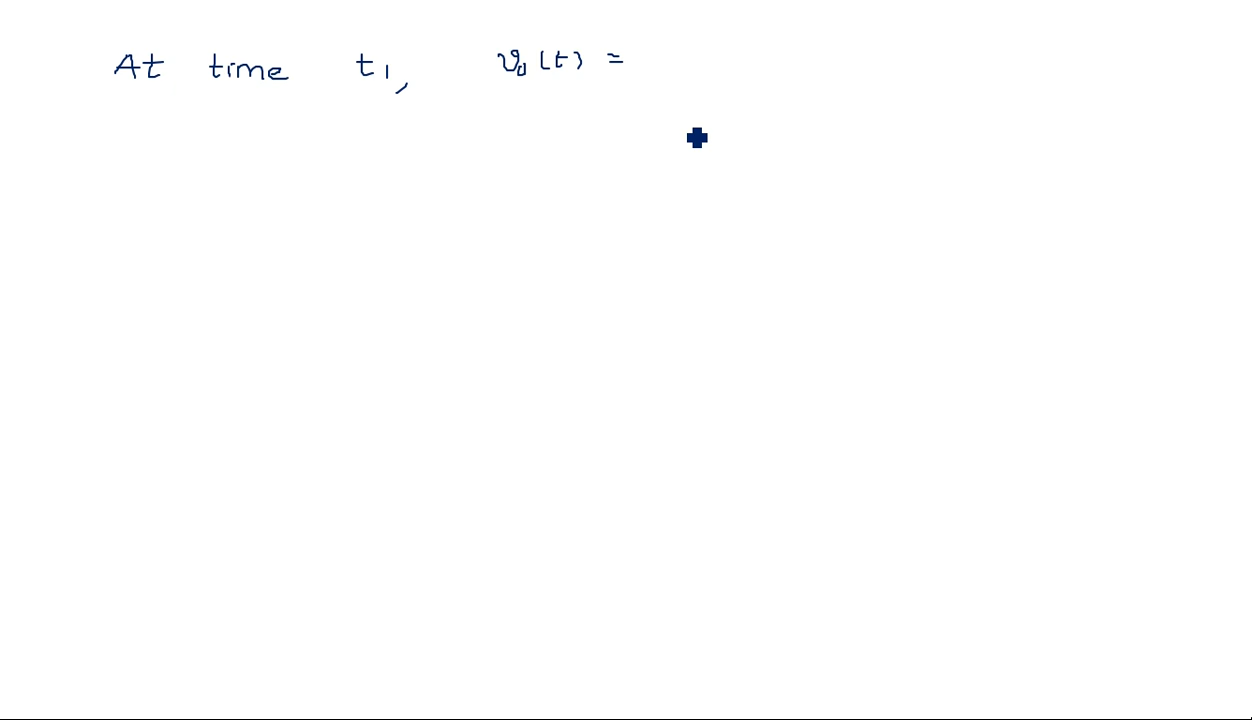 At time t1, v0(t) =